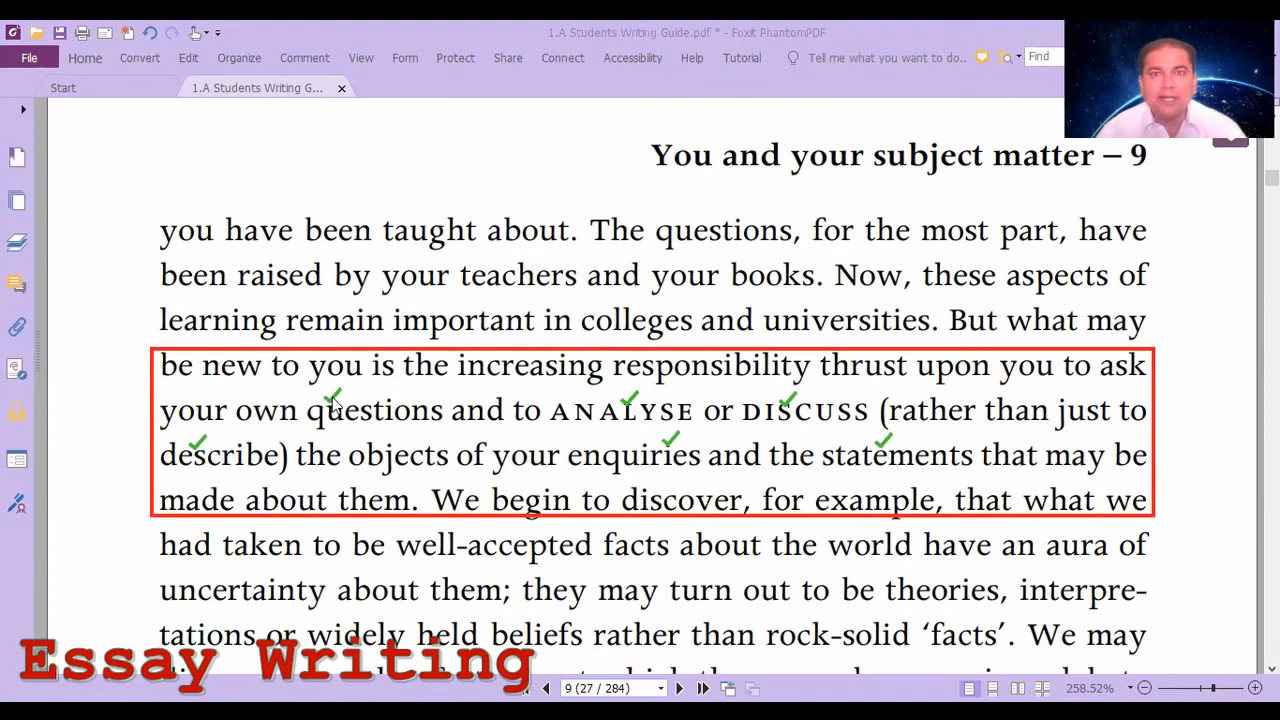 1.A Students Writing Guide.pdf * - Foxit PhantomPDF
File Home Convert Edit Organize Comment View Form Protect Share Connect Accessibility Help Tutorial Tell me what you want to do.. Find
Start 1.A Students Writing G...
You and your subject matter – 9
you have been taught about. The questions, for the most part, have
been raised by your teachers and your books. Now, these aspects of
learning remain important in colleges and universities. But what may
be new to you is the increasing responsibility thrust upon you to ask
your own questions and to ANALYSE or DISCUSS (rather than just to
describe) the objects of your enquiries and the statements that may be
made about them. We begin to discover, for example, that what we
had taken to be well-accepted facts about the world have an aura of
uncertainty about them; they may turn out to be theories, interpre-
tations or widely held beliefs rather than rock-solid ‘facts’. We may
Essay Writing
9 (27 / 284) 258.52%